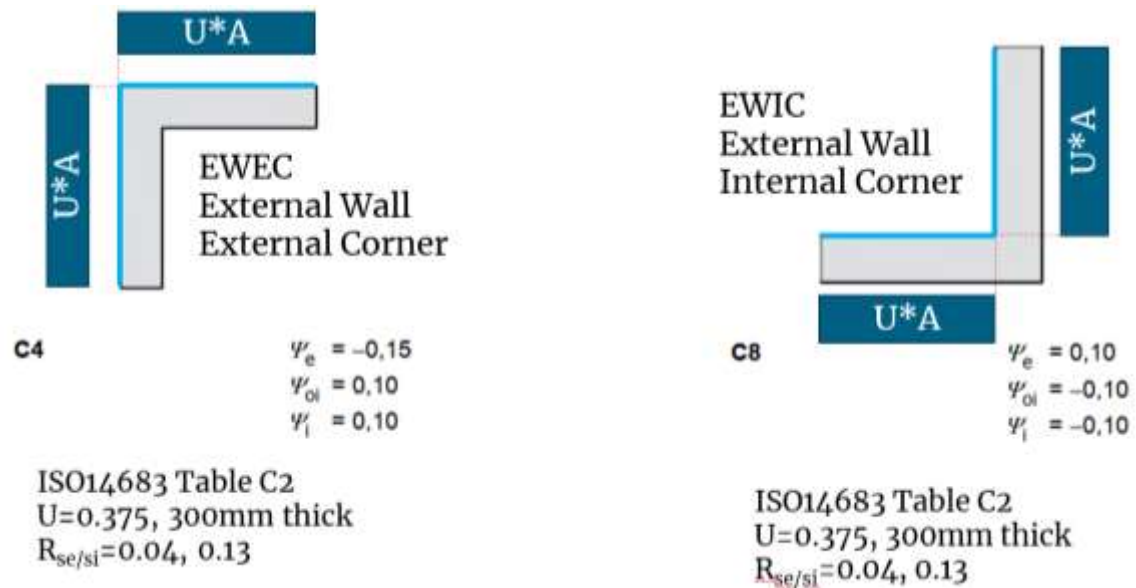 U*A
U*A
EWEC
External Wall
External Corner
C4
Ψe = –0,15
Ψoi = 0,10
Ψi = 0,10
ISO14683 Table C2
U=0.375, 300mm thick
Rse/si=0.04, 0.13
EWIC
External Wall
Internal Corner
U*A
U*A
C8
Ψe = 0,10
Ψoi = –0,10
Ψi = –0,10
ISO14683 Table C2
U=0.375, 300mm thick
Rse/si=0.04, 0.13